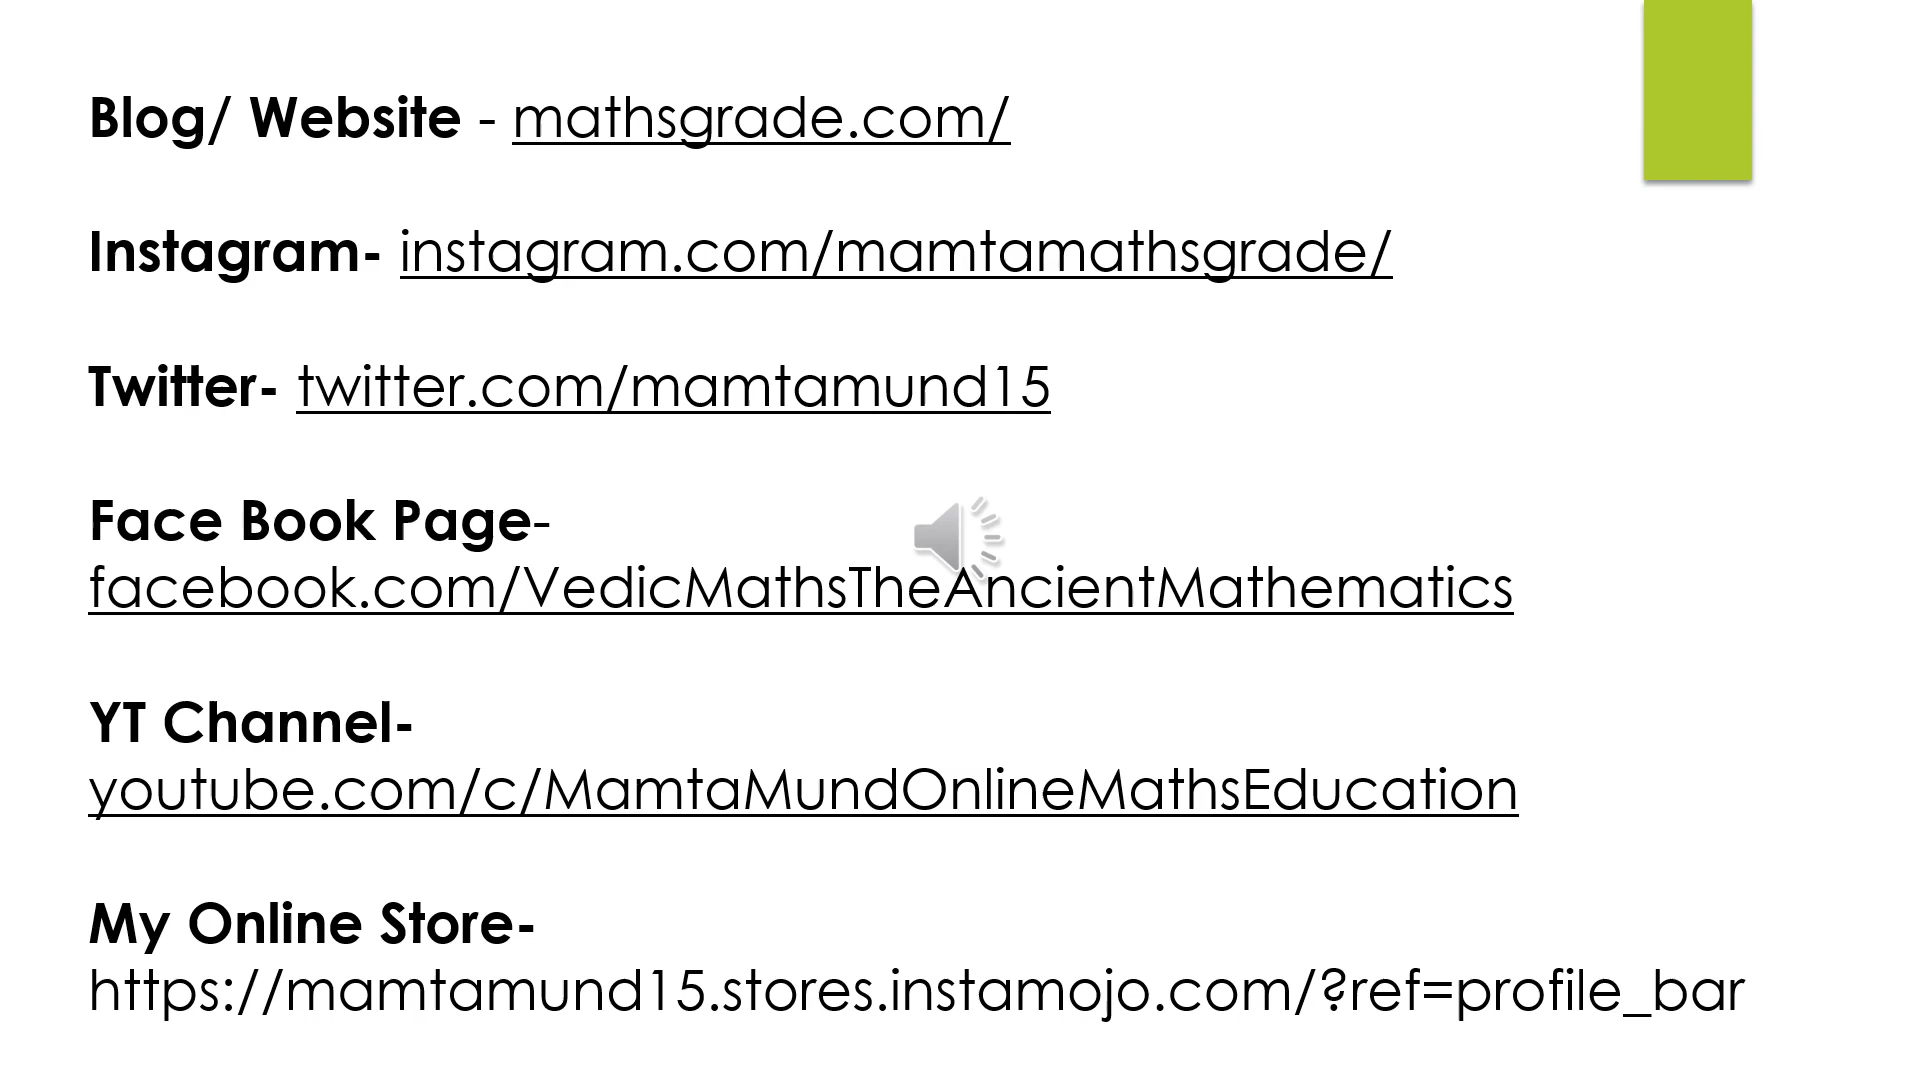 Blog/ Website - mathsgrade.com/
Instagram- instagram.com/mamtamathsgrade/
Twitter- twitter.com/mamtamund15
Face Book Page-
facebook.com/VedicMathsTheAncientMathematics
YT Channel-
youtube.com/c/MamtaMundOnlineMathsEducation
My Online Store-
https://mamtamund15.stores.instamojo.com/?ref=profile_bar